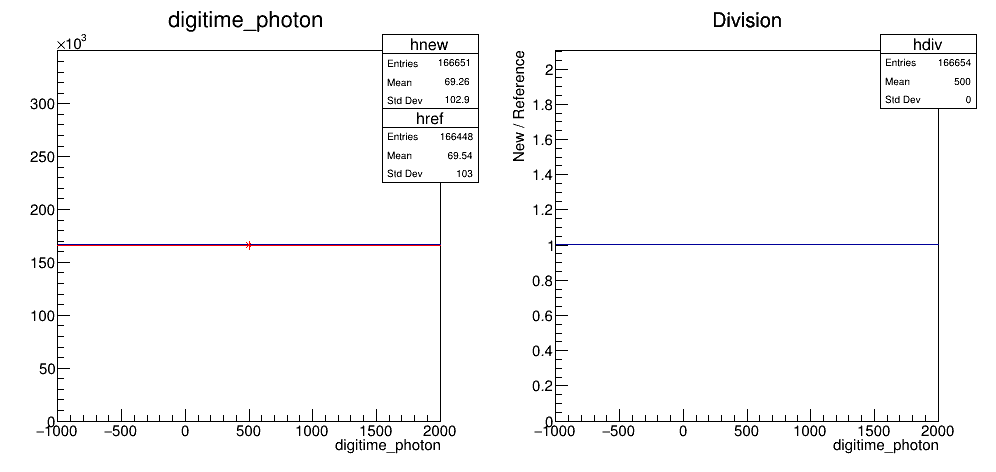 digitime_photon
×10³
hnew
Entries 166651
Mean 69.26
Std Dev 102.9
href
Entries 166448
Mean 69.54
Std Dev 103
300
250
200
150
100
50
0
−1000 −500 0 500 1000 1500 2000
digitime_photon
Division
hdiv
Entries 166654
Mean 500
Std Dev 0
New / Reference
2
1.8
1.6
1.4
1.2
1
0.8
0.6
0.4
0.2
0
−1000 −500 0 500 1000 1500 2000
digitime_photon